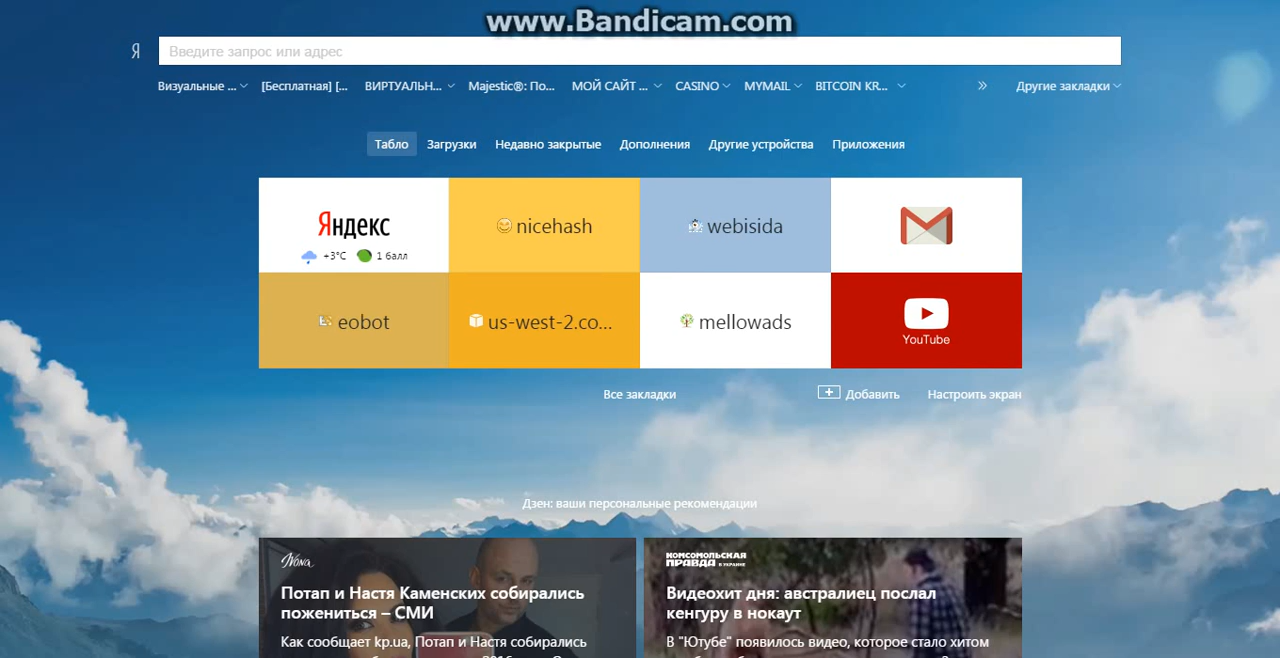 www.Bandicam.com
Я Введите запрос или адрес
Визуальные ... [Бесплатная] [... ВИРТУАЛЬН... Majestic®: По... МОЙ САЙТ ... CASINO MYMAIL BITCOIN KR... » Другие закладки
Табло Загрузки Недавно закрытые Дополнения Другие устройства Приложения
Яндекс nicehash webisida
+3°C 1 балл
eobot us-west-2.co... mellowads YouTube
Все закладки Добавить Настроить экран
Дзен: ваши персональные рекомендации
Nona
Потап и Настя Каменских собирались
пожениться – СМИ
Как сообщает kp.ua, Потап и Настя собирались
КОМСОМОЛЬСКАЯ
ПРАВДА В УКРАИНЕ
Видеохит дня: австралиец послал
кенгуру в нокаут
В "Ютубе" появилось видео, которое стало хитом